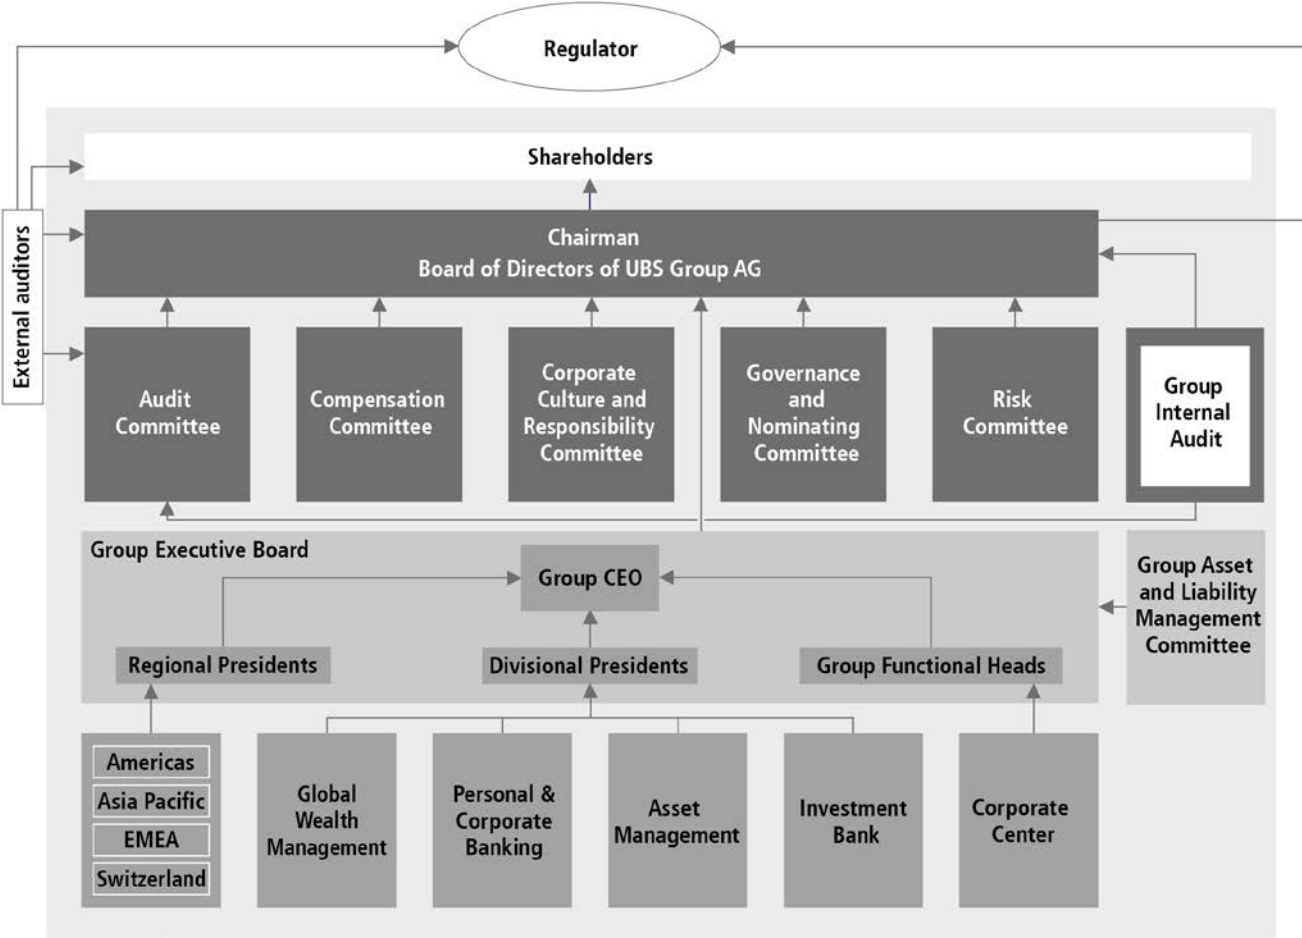 Regulator
Shareholders
External auditors
Chairman
Board of Directors of UBS Group AG
Audit
Committee
Compensation
Committee
Corporate
Culture and
Responsibility
Committee
Governance
and
Nominating
Committee
Risk
Committee
Group
Internal
Audit
Group Executive Board
Group CEO
Group Asset
and Liability
Management
Committee
Regional Presidents
Divisional Presidents
Group Functional Heads
Americas
Asia Pacific
EMEA
Switzerland
Global
Wealth
Management
Personal &
Corporate
Banking
Asset
Management
Investment
Bank
Corporate
Center